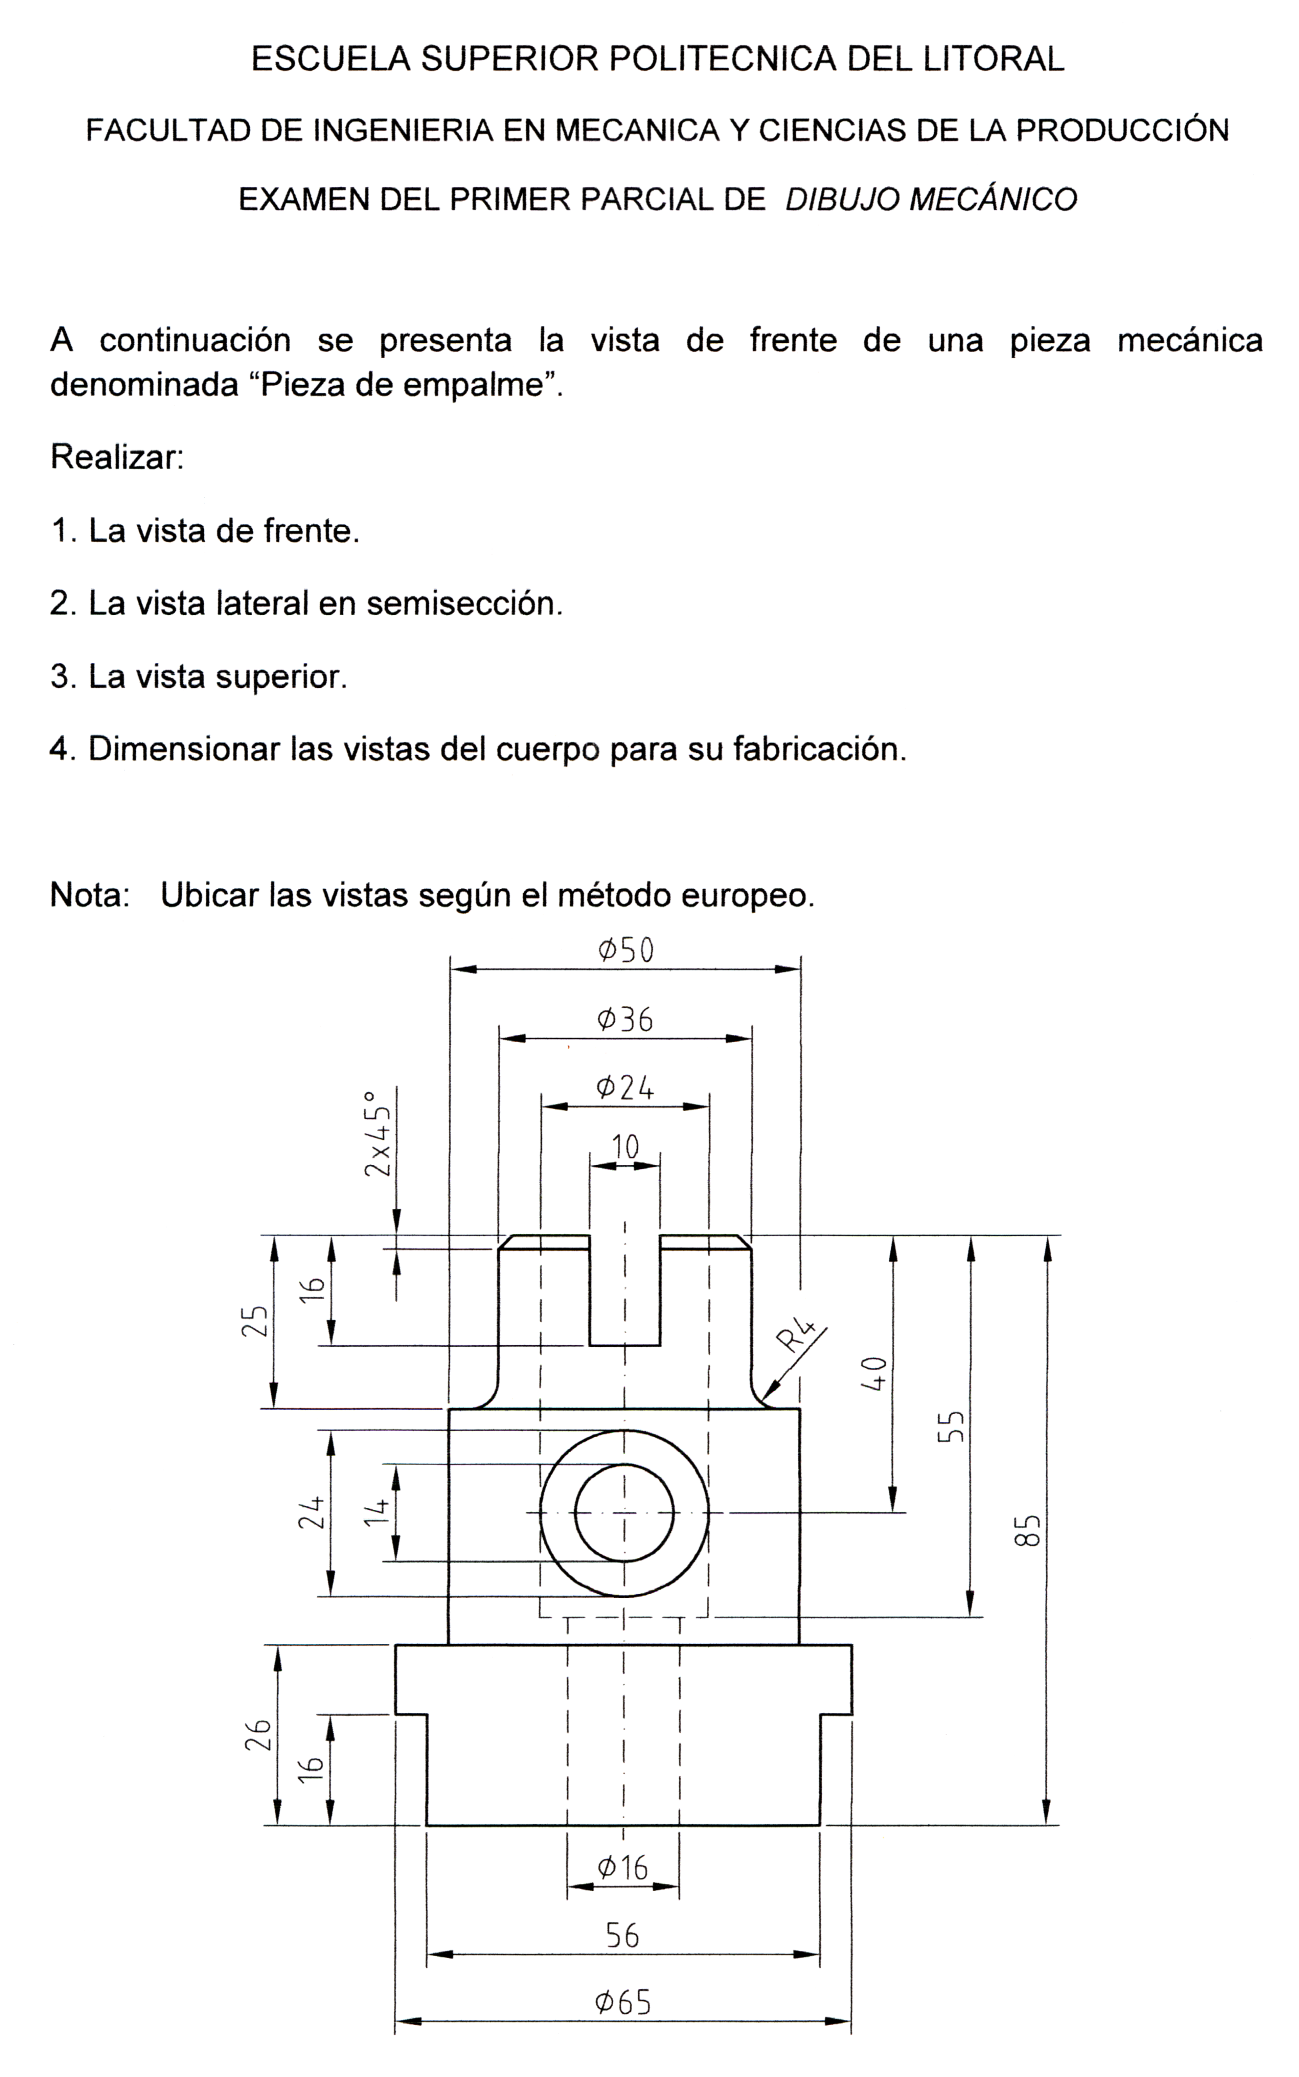 ESCUELA SUPERIOR POLITECNICA DEL LITORAL
FACULTAD DE INGENIERIA EN MECANICA Y CIENCIAS DE LA PRODUCCIÓN
EXAMEN DEL PRIMER PARCIAL DE DIBUJO MECÁNICO
A continuación se presenta la vista de frente de una pieza mecánica
denominada “Pieza de empalme”.
Realizar:
1. La vista de frente.
2. La vista lateral en semisección.
3. La vista superior.
4. Dimensionar las vistas del cuerpo para su fabricación.
Nota: Ubicar las vistas según el método europeo.
Ø50
Ø36
Ø24
2x45°
10
16
25
R4
40
55
24
14
85
26
16
Ø16
56
Ø65